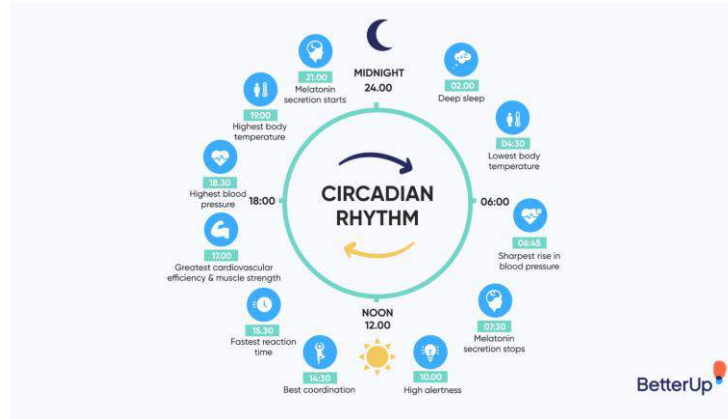 MIDNIGHT
24.00
02.00
Deep sleep
04:30
Lowest body
temperature
06:00
06:45
Sharpest rise in
blood pressure
07:30
Melatonin
secretion stops
10.00
High alertness
NOON
12.00
14:30
Best coordination
15.30
Fastest reaction
time
17.00
Greatest cardiovascular
efficiency & muscle strength
18:00
18.30
Highest blood
pressure
19.00
Highest body
temperature
21.00
Melatonin
secretion starts
CIRCADIAN
RHYTHM
BetterUp